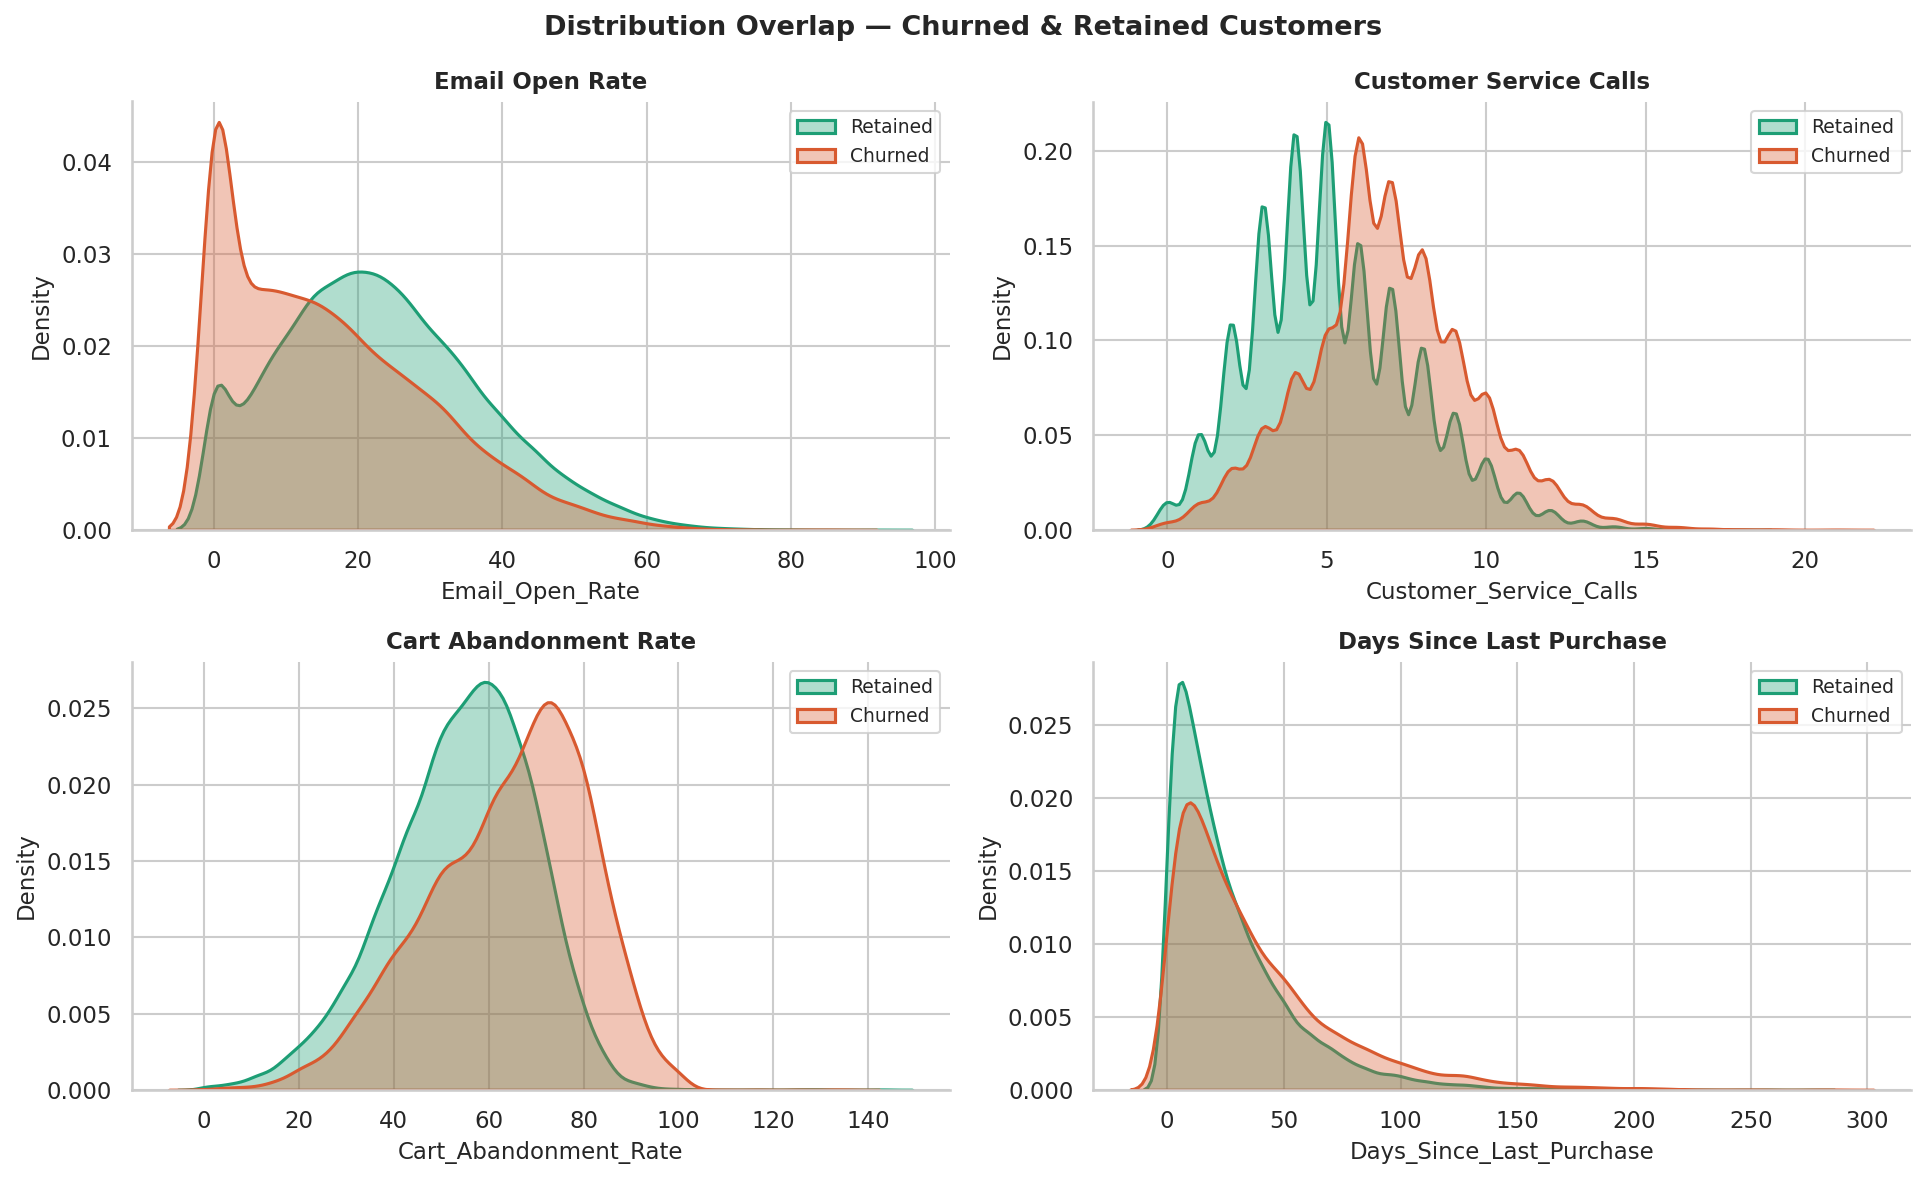 Distribution Overlap — Churned & Retained Customers
Email Open Rate
Retained
Churned
0.04
0.03
0.02
0.01
0.00
Density
0 20 40 60 80 100
Email_Open_Rate
Customer Service Calls
Retained
Churned
0.20
0.15
0.10
0.05
0.00
Density
0 5 10 15 20
Customer_Service_Calls
Cart Abandonment Rate
Retained
Churned
0.025
0.020
0.015
0.010
0.005
0.000
Density
0 20 40 60 80 100 120 140
Cart_Abandonment_Rate
Days Since Last Purchase
Retained
Churned
0.025
0.020
0.015
0.010
0.005
0.000
Density
0 50 100 150 200 250 300
Days_Since_Last_Purchase